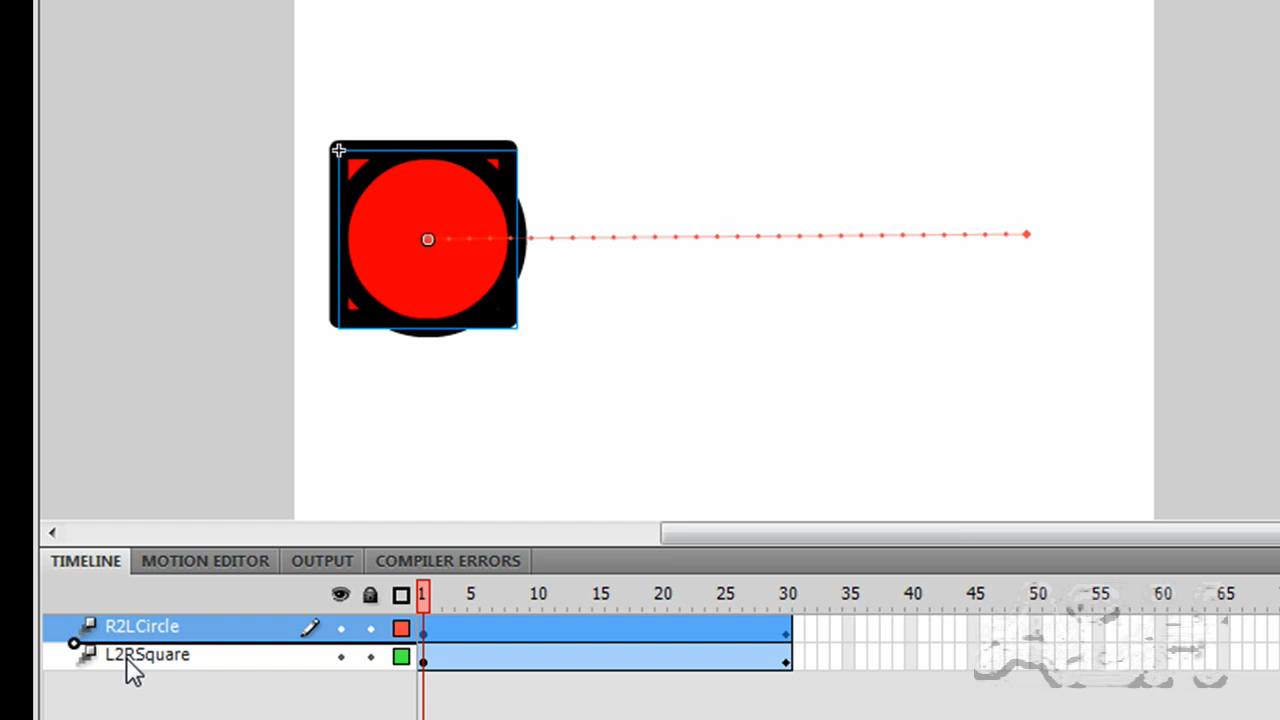 TIMELINE MOTION EDITOR OUTPUT COMPILER ERRORS
1 5 10 15 20 25 30 35 40 45 50 55 60 65
R2LCircle
L2RSquare